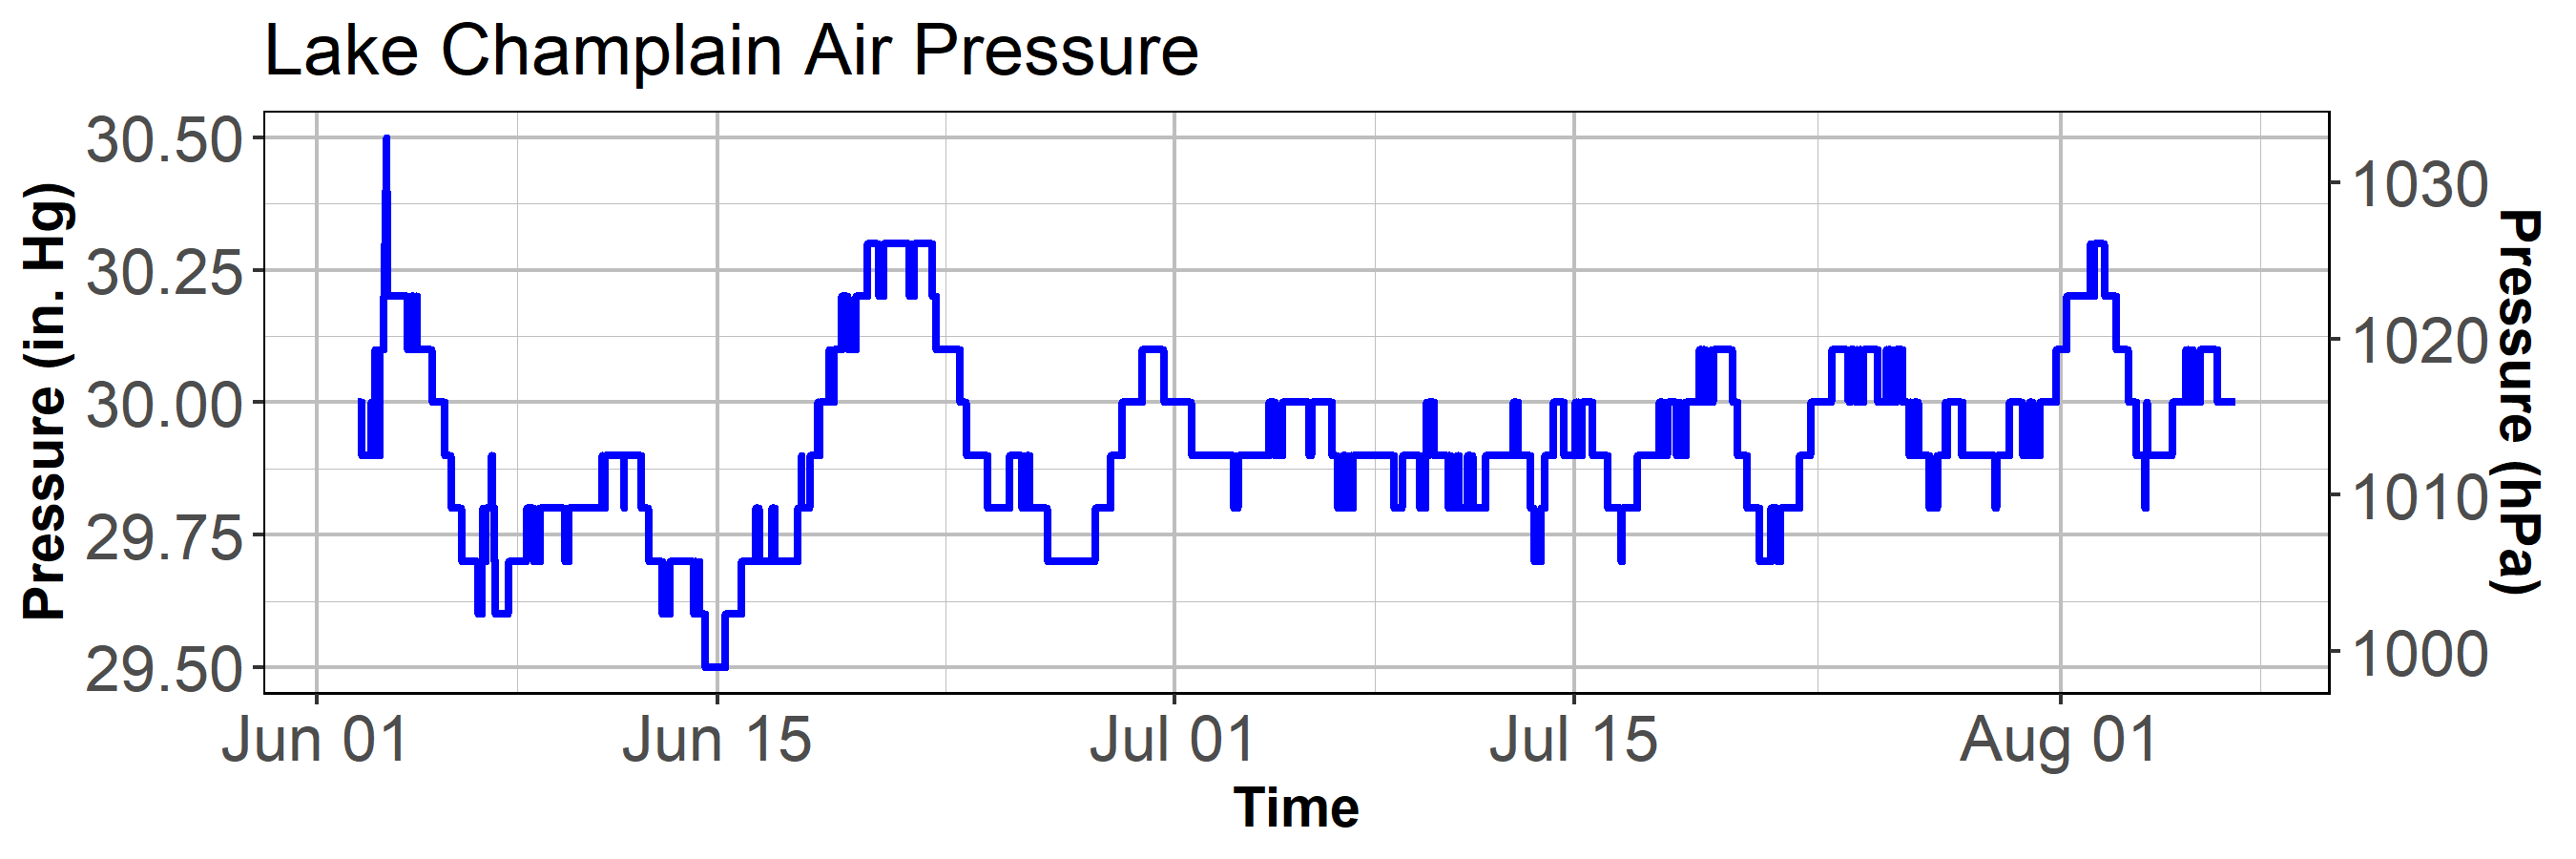 Lake Champlain Air Pressure
30.50
30.25
30.00
29.75
29.50
Pressure (in. Hg)
1030
1020
1010
1000
Pressure (hPa)
Jun 01
Jun 15
Jul 01
Jul 15
Aug 01
Time